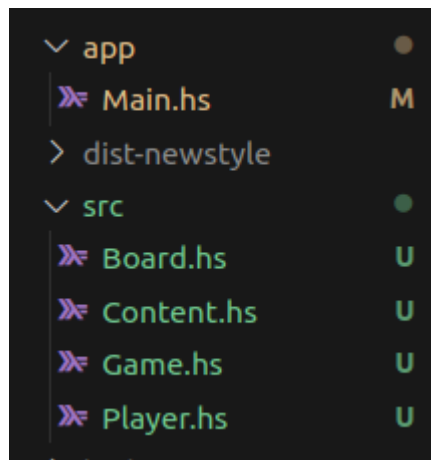 app
Main.hs M
dist-newstyle
src
Board.hs U
Content.hs U
Game.hs U
Player.hs U